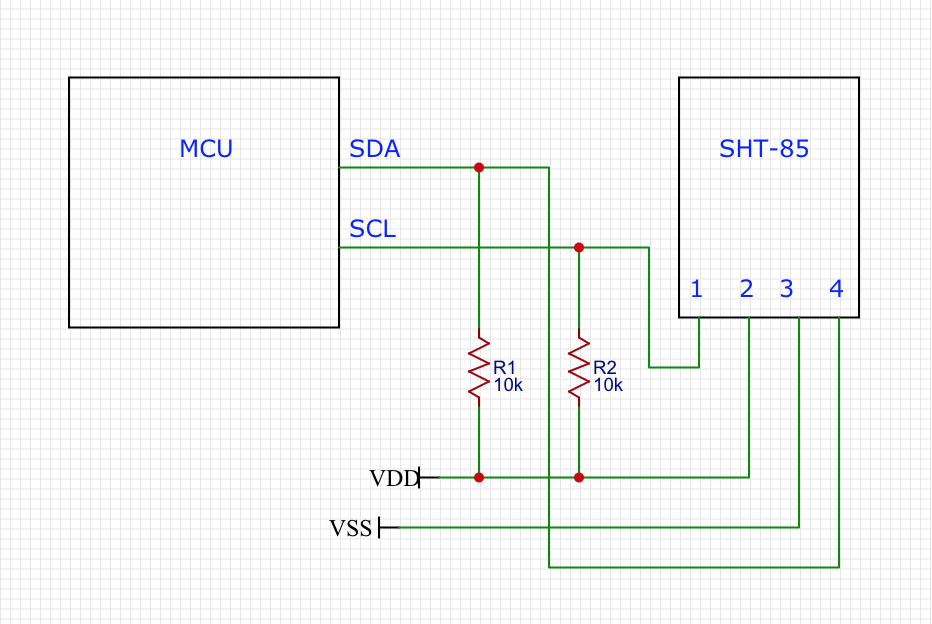 MCU
SDA
SCL
SHT-85
1 2 3 4
R1
10k
R2
10k
VDD
VSS